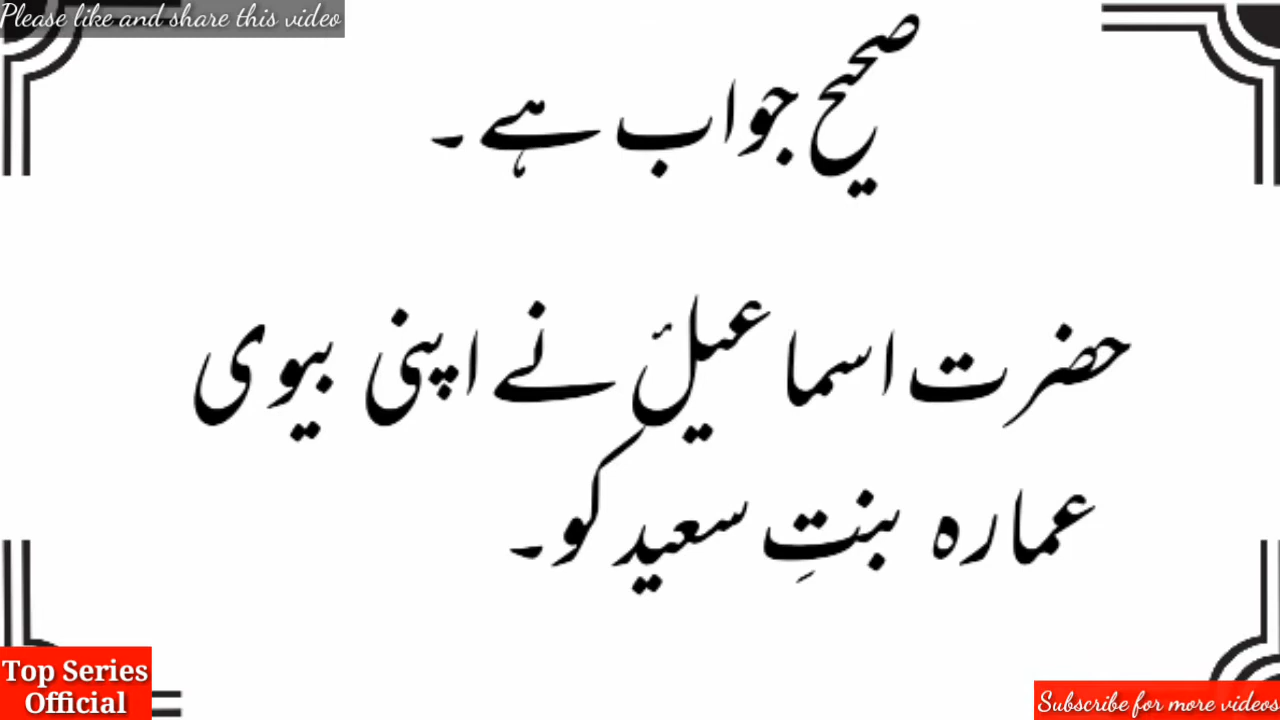 Please like and share this video
صحیح جواب ہے۔
حضرت اسماعیلؑ نے اپنی بیوی
عمارہ بنتِ سعید کو۔
Top Series
Official
Subscribe for more videos